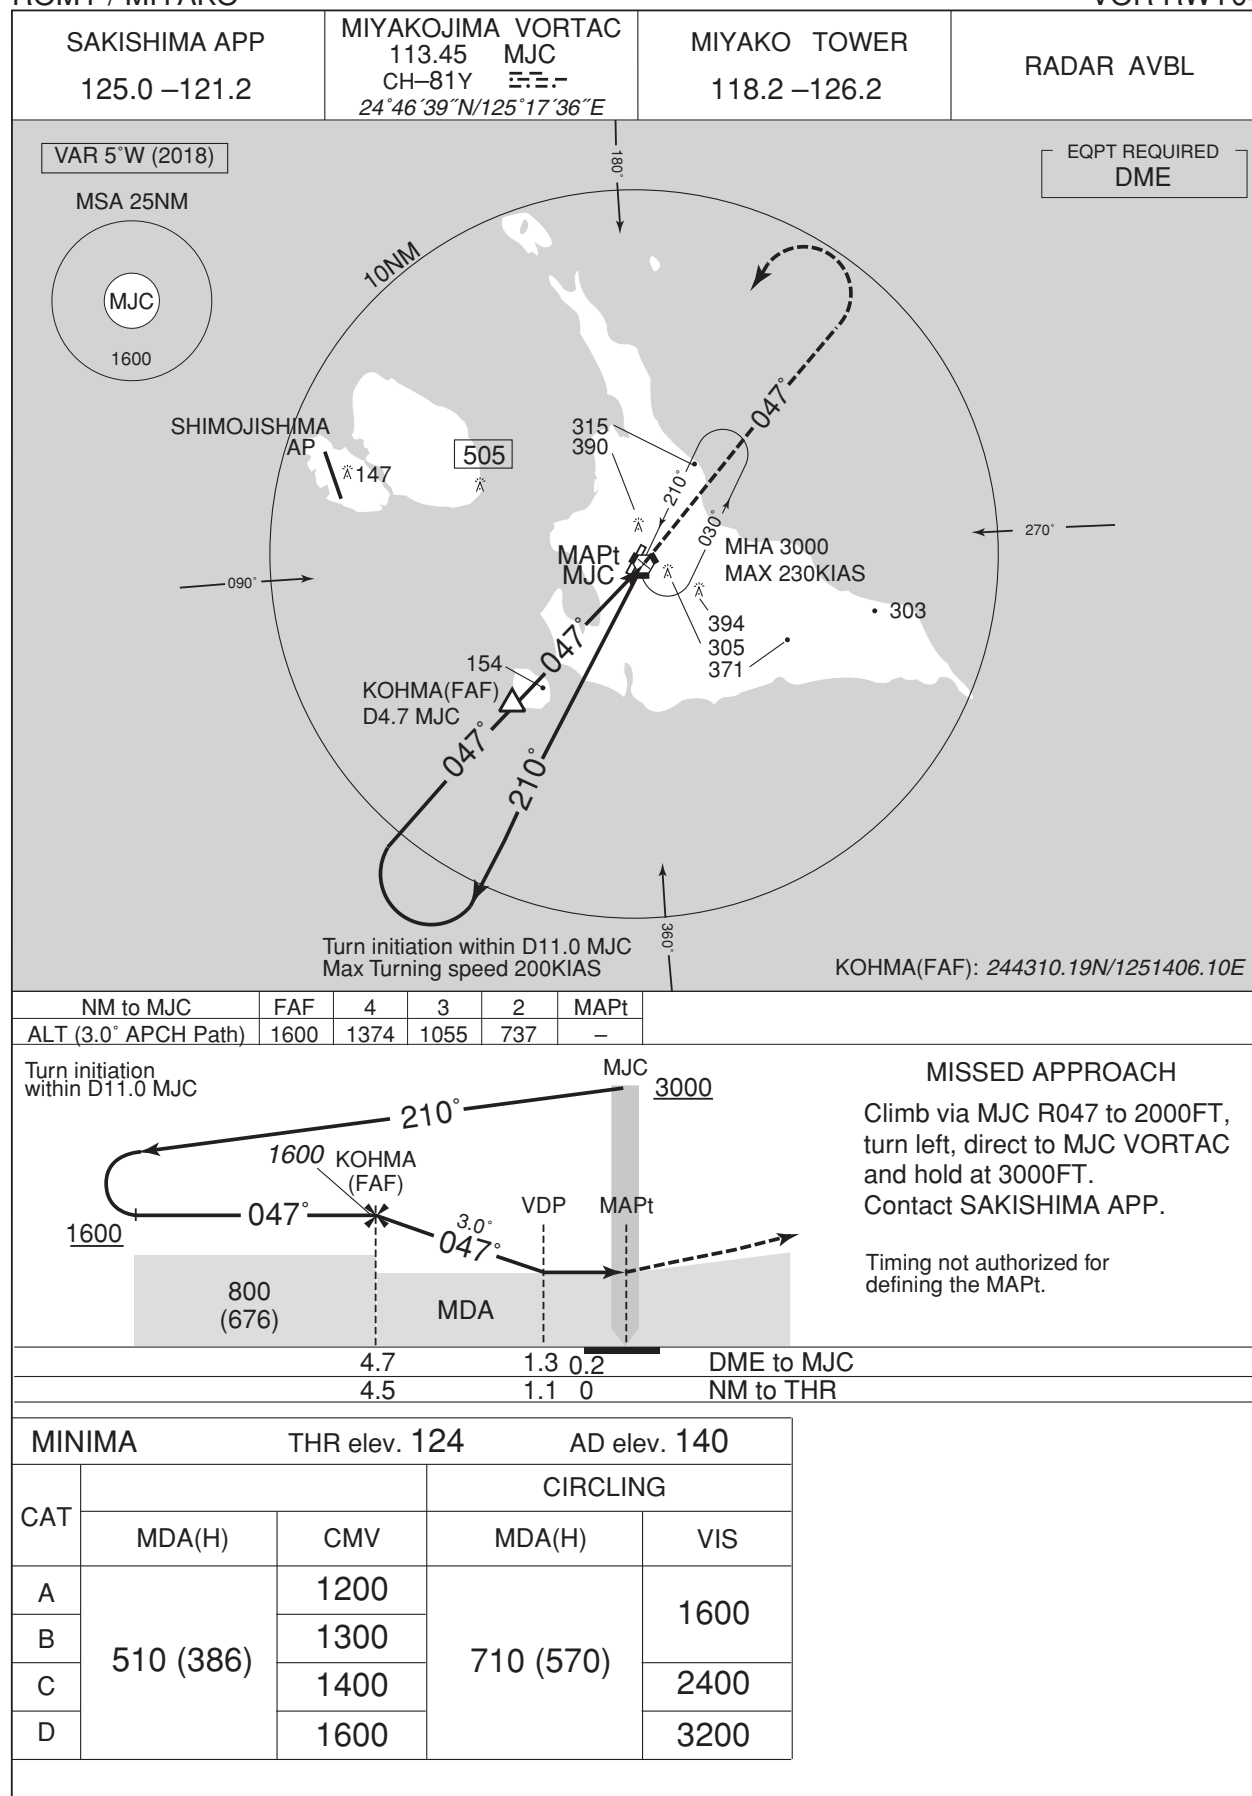 SAKISHIMA APP
125.0 –121.2
MIYAKOJIMA VORTAC
113.45 MJC
CH–81Y
24˚46´39˝N/125˚17´36˝E
MIYAKO TOWER
118.2 –126.2
RADAR AVBL
VAR 5˚W (2018)
EQPT REQUIRED
DME
MSA 25NM
MJC
1600
180˚
10NM
047˚
SHIMOJISHIMA
AP
147
505
315
390
210˚
030˚
270˚
090˚
MAPt
MJC
MHA 3000
MAX 230KIAS
394
305
371
303
047˚
154
KOHMA(FAF)
D4.7 MJC
047˚
210˚
360˚
Turn initiation within D11.0 MJC
Max Turning speed 200KIAS
KOHMA(FAF): 244310.19N/1251406.10E
NM to MJC FAF 4 3 2 MAPt
ALT (3.0˚ APCH Path) 1600 1374 1055 737 –
Turn initiation
within D11.0 MJC
MJC
3000
210˚
1600 KOHMA
(FAF)
VDP MAPt
047˚
1600
3.0˚
047˚
800
(676)
MDA
MISSED APPROACH
Climb via MJC R047 to 2000FT,
turn left, direct to MJC VORTAC
and hold at 3000FT.
Contact SAKISHIMA APP.
Timing not authorized for
defining the MAPt.
4.7 1.3 0.2 DME to MJC
4.5 1.1 0 NM to THR
MINIMA THR elev. 124 AD elev. 140
CAT
CIRCLING
MDA(H) CMV MDA(H) VIS
A 1200
B 1300
C 1400
D 1600
510 (386)
710 (570)
1600
2400
3200